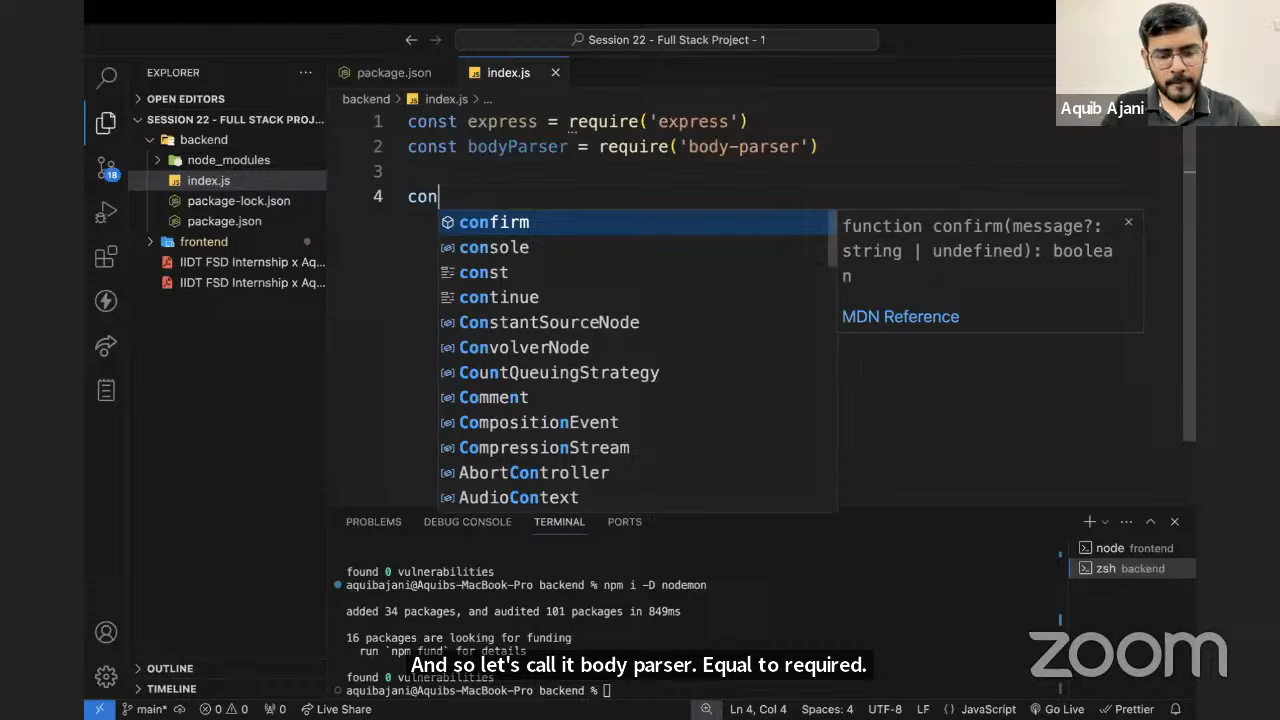 Session 22 - Full Stack Project - 1
Aquib Ajani
EXPLORER
OPEN EDITORS
SESSION 22 - FULL STACK PROJ...
backend
node_modules
index.js
package-lock.json
package.json
frontend
IIDT FSD Internship x Aq...
IIDT FSD Internship x Aq...
OUTLINE
TIMELINE
18
package.json
index.js
backend > index.js > ...
1 const express = require('express')
2 const bodyParser = require('body-parser')
3
4 con
confirm
console
const
continue
ConstantSourceNode
ConvolverNode
CountQueuingStrategy
Comment
CompositionEvent
CompressionStream
AbortController
AudioContext
function confirm(message?:
string | undefined): boolea
n
MDN Reference
PROBLEMS DEBUG CONSOLE TERMINAL PORTS
found 0 vulnerabilities
aquibajani@Aquibs-MacBook-Pro backend % npm i -D nodemon
added 34 packages, and audited 101 packages in 849ms
16 packages are looking for funding
run `npm fund` for details
found 0 vulnerabilities
aquibajani@Aquibs-MacBook-Pro backend %
node frontend
zsh backend
And so let's call it body parser. Equal to required.
zoom
main* 0 0 0 Live Share Ln 4, Col 4 Spaces: 4 UTF-8 LF {} JavaScript Go Live Prettier